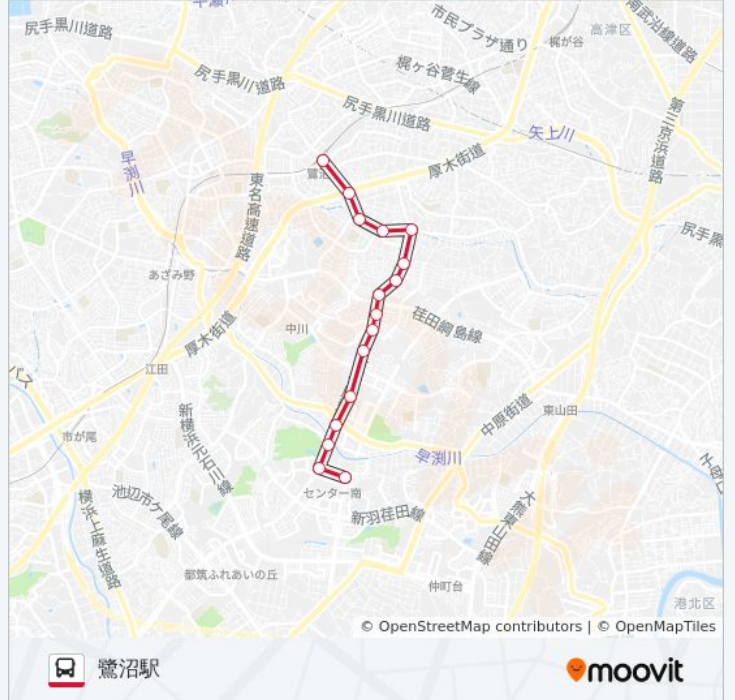 尻手黒川道路
市民プラザ通り
高津区
南武沿線道路
梶が谷
梶ヶ谷菅生線
尻手黒川道路
尻手黒川道路
第三京浜道路
矢上川
早渕川
厚木街道
東名高速道路
鷺沼
尻手黒
あざみ野
荏田綱島線
中川
厚木街道
江田
バス
中原街道
東山田
新横浜元石川線
市が尾
早渕川
センター南
横浜上麻生道路
池辺市ケ尾線
新羽荏田線
大熊東山田線
都筑ふれあいの丘
仲町台
港北区
© OpenStreetMap contributors | © OpenMapTiles
鷺沼駅
moovit